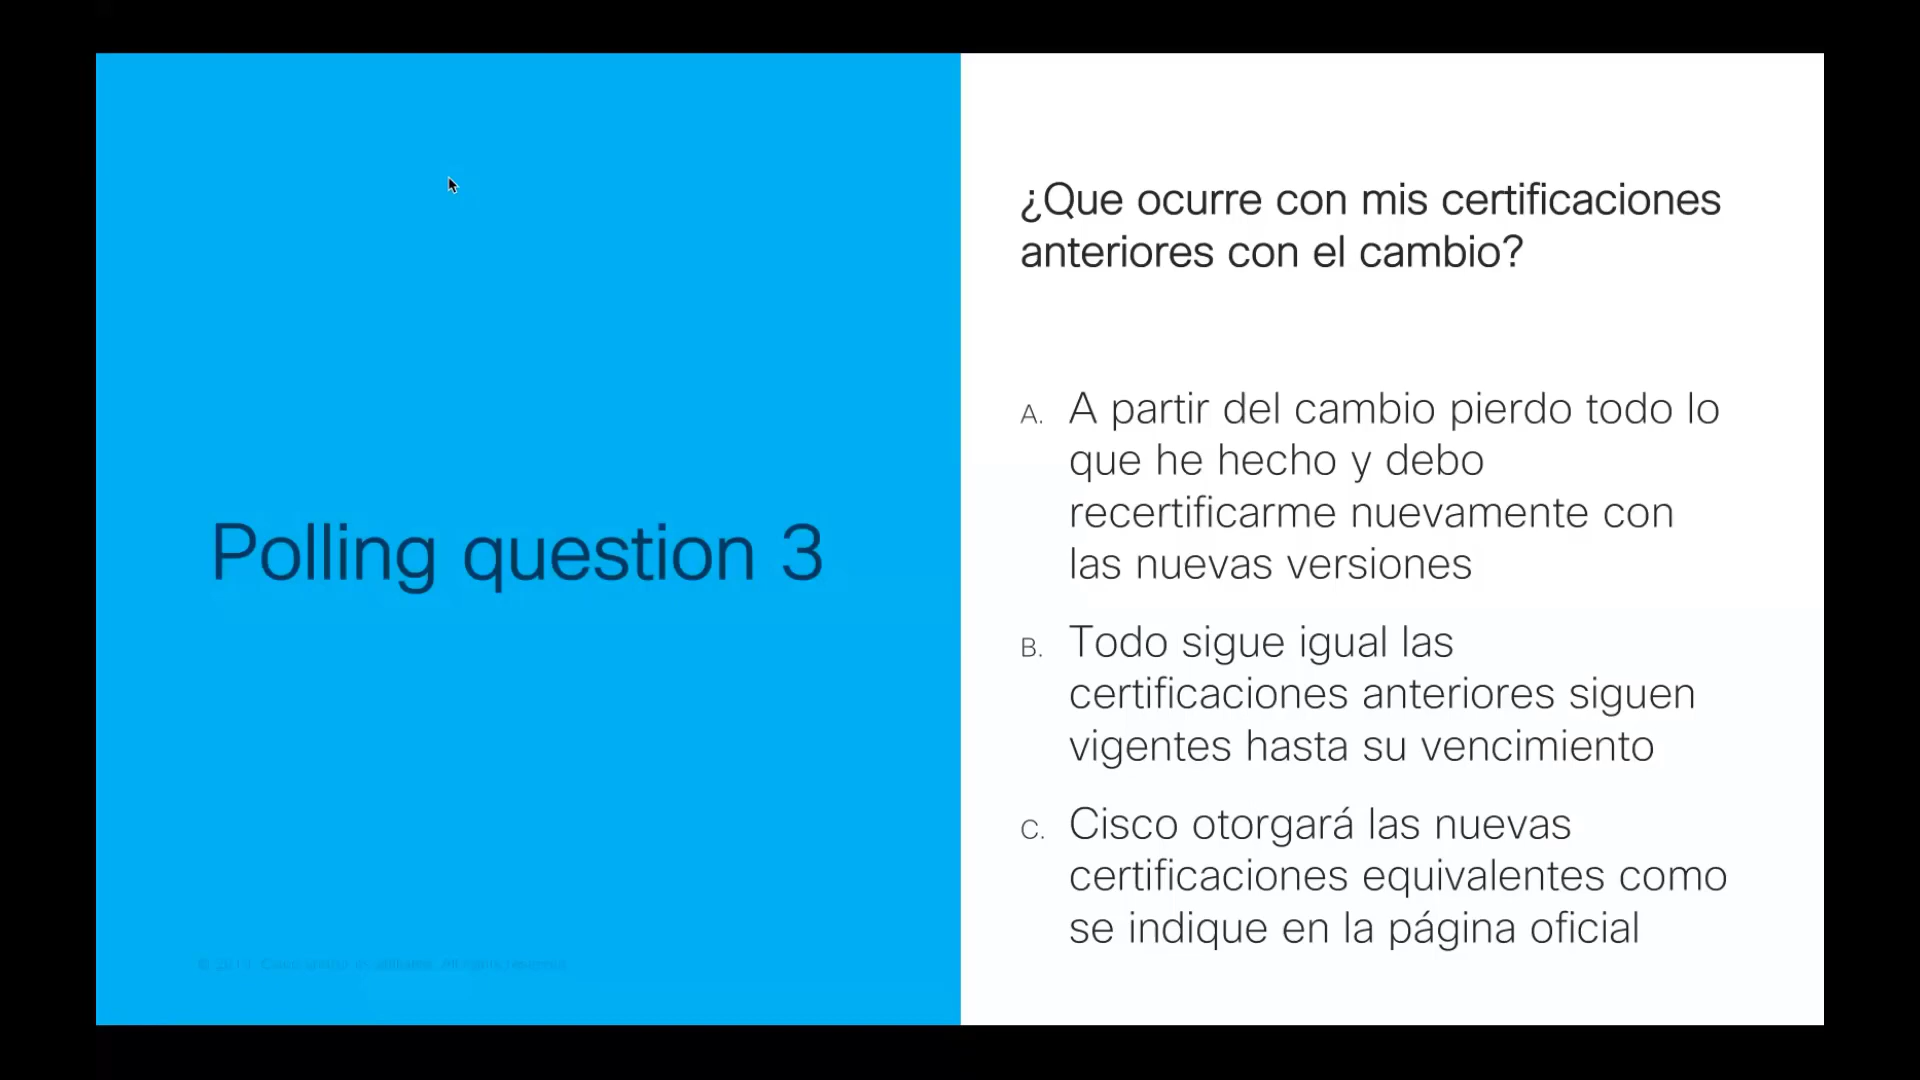 Polling question 3
¿Que ocurre con mis certificaciones
anteriores con el cambio?
A. A partir del cambio pierdo todo lo
que he hecho y debo
recertificarme nuevamente con
las nuevas versiones
B. Todo sigue igual las
certificaciones anteriores siguen
vigentes hasta su vencimiento
C. Cisco otorgará las nuevas
certificaciones equivalentes como
se indique en la página oficial